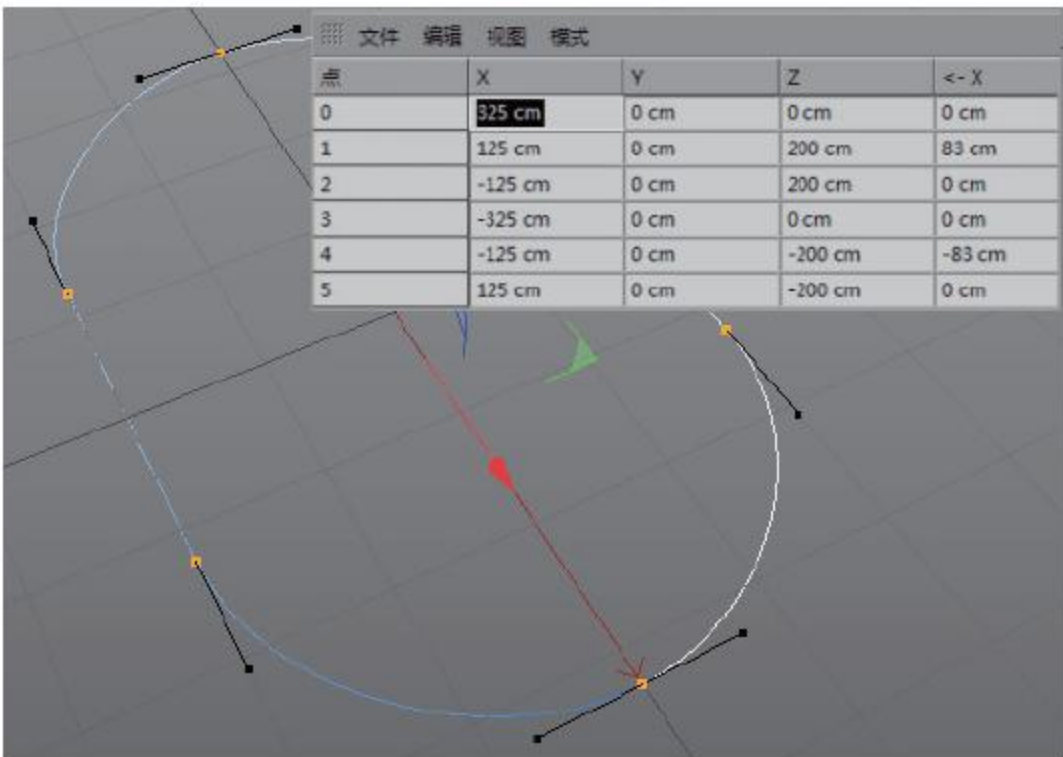 文件 编辑 视图 模式
点 X Y Z <- X
0 325 cm 0 cm 0 cm 0 cm
1 125 cm 0 cm 200 cm 83 cm
2 -125 cm 0 cm 200 cm 0 cm
3 -325 cm 0 cm 0 cm 0 cm
4 -125 cm 0 cm -200 cm -83 cm
5 125 cm 0 cm -200 cm 0 cm